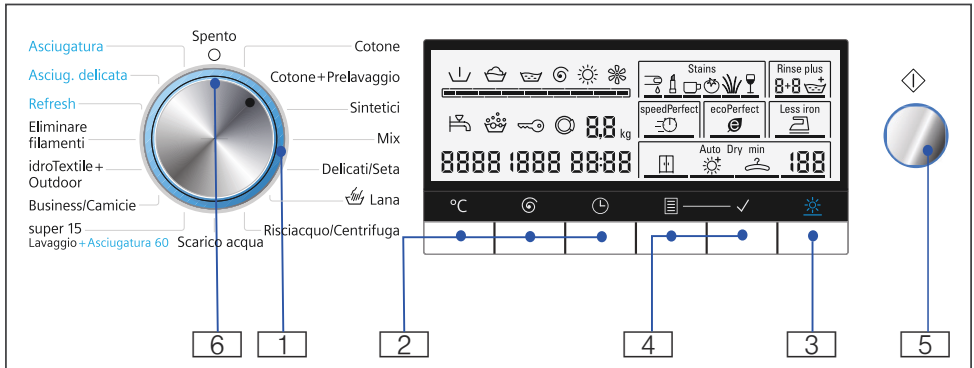 Spento
Asciugatura
Asciug. delicata
Refresh
Eliminare
filamenti
idroTextile+
Outdoor
Business/Camicie
super 15
Lavaggio+Asciugatura 60
Scarico acqua
Cotone
Cotone+Prelavaggio
Sintetici
Mix
Delicati/Seta
Lana
Risciacquo/Centrifuga
8.8 kg
8888 1888 88:88
Stains
Rinse plus
8+8
speedPerfect
ecoPerfect
Less iron
Auto Dry min
188
°C
6
1
2
4
3
5